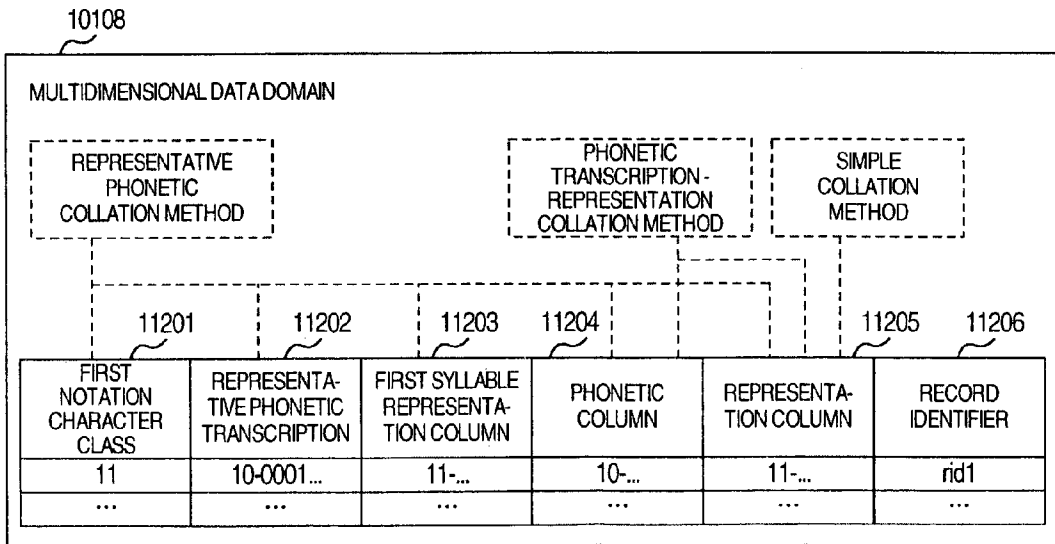 10108
MULTIDIMENSIONAL DATA DOMAIN
REPRESENTATIVE
PHONETIC
COLLATION METHOD
PHONETIC
TRANSCRIPTION -
REPRESENTATION
COLLATION METHOD
SIMPLE
COLLATION
METHOD
11201
11202
11203
11204
11205
11206
FIRST
NOTATION
CHARACTER
CLASS
REPRESENTA-
TIVE PHONETIC
TRANSCRIPTION
FIRST SYLLABLE
REPRESENTA-
TION COLUMN
PHONETIC
COLUMN
REPRESENTA-
TION COLUMN
RECORD
IDENTIFIER
11
10-0001...
11-...
10-...
11-...
rid1
...
...
...
...
...
...